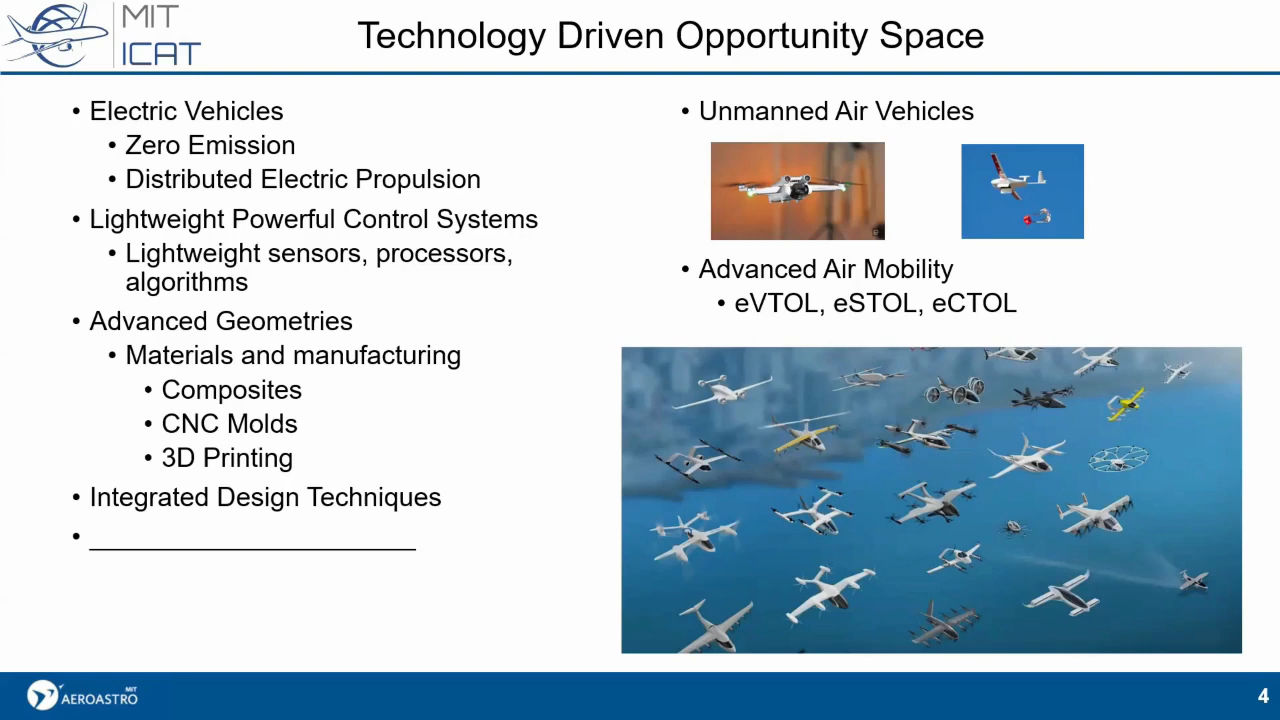 MIT
ICAT
Technology Driven Opportunity Space
• Electric Vehicles
• Zero Emission
• Distributed Electric Propulsion
• Lightweight Powerful Control Systems
• Lightweight sensors, processors,
algorithms
• Advanced Geometries
• Materials and manufacturing
• Composites
• CNC Molds
• 3D Printing
• Integrated Design Techniques
• ______________________
• Unmanned Air Vehicles
• Advanced Air Mobility
• eVTOL, eSTOL, eCTOL
MIT
AEROASTRO
4